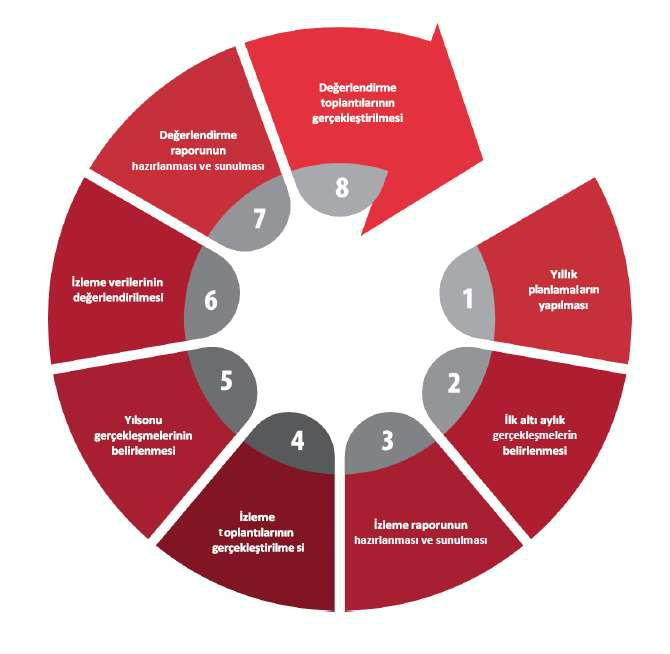 1
Yıllık
planlamaların
yapılması
2
İlk altı aylık
gerçekleşmelerin
belirlenmesi
3
İzleme raporunun
hazırlanması ve sunulması
4
İzleme
toplantılarının
gerçekştirilme si
5
Yılsonu
gerçekleşmelerinin
belirlenmesi
6
İzleme verilerinin
değerlendirilmesi
7
Değerlendirme
raporunun
hazırlanması ve sunulması
8
Değerlendirme
toplantılarının
gerçekleştirilmesi